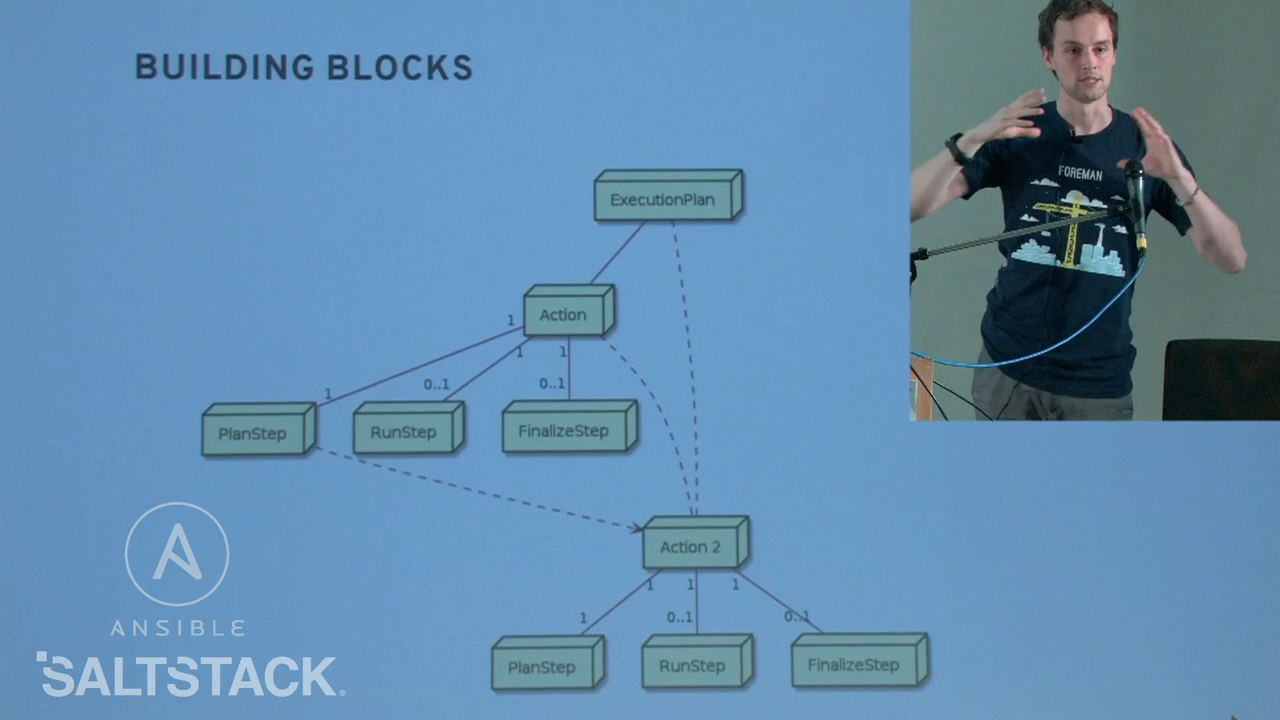 BUILDING BLOCKS
FOREMAN
ExecutionPlan
Action
1
1
1
1
0..1
0..1
PlanStep
RunStep
FinalizeStep
Action 2
1
1
1
1
0..1
0..1
PlanStep
RunStep
FinalizeStep
ANSIBLE
SALTSTACK